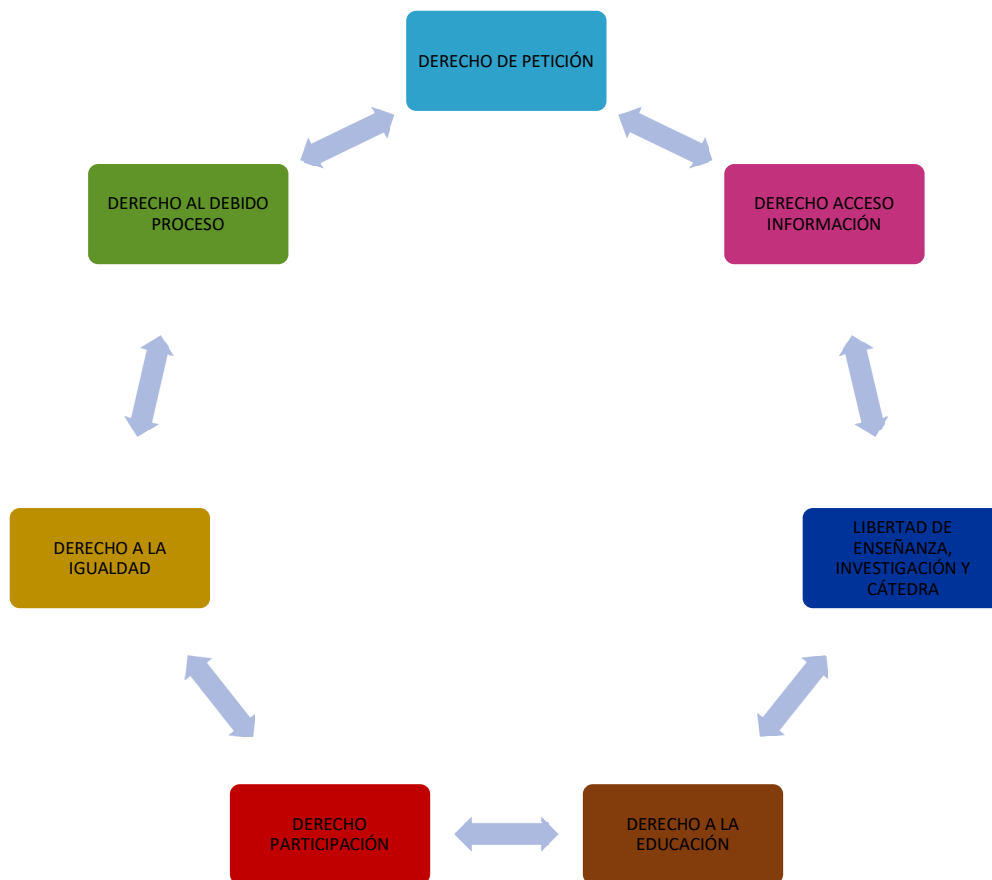 DERECHO DE PETICIÓN
DERECHO AL DEBIDO
PROCESO
DERECHO ACCESO
INFORMACIÓN
DERECHO A LA
IGUALDAD
LIBERTAD DE
ENSEÑANZA,
INVESTIGACIÓN Y
CÁTEDRA
DERECHO
PARTICIPACIÓN
DERECHO A LA
EDUCACIÓN